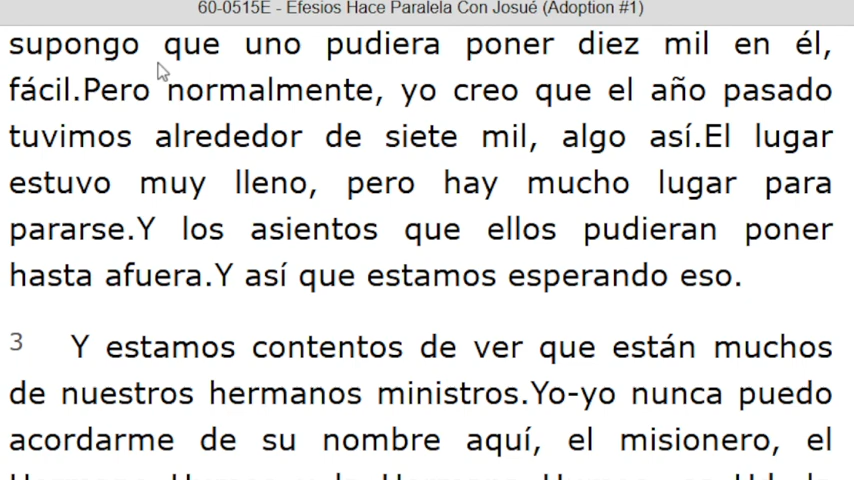 60-0515E - Efesios Hace Paralela Con Josué (Adoption #1)
supongo que uno pudiera poner diez mil en él,
fácil.Pero normalmente, yo creo que el año pasado
tuvimos alrededor de siete mil, algo así.El lugar
estuvo muy lleno, pero hay mucho lugar para
pararse.Y los asientos que ellos pudieran poner
hasta afuera.Y así que estamos esperando eso.
3 Y estamos contentos de ver que están muchos
de nuestros hermanos ministros.Yo-yo nunca puedo
acordarme de su nombre aquí, el misionero, el